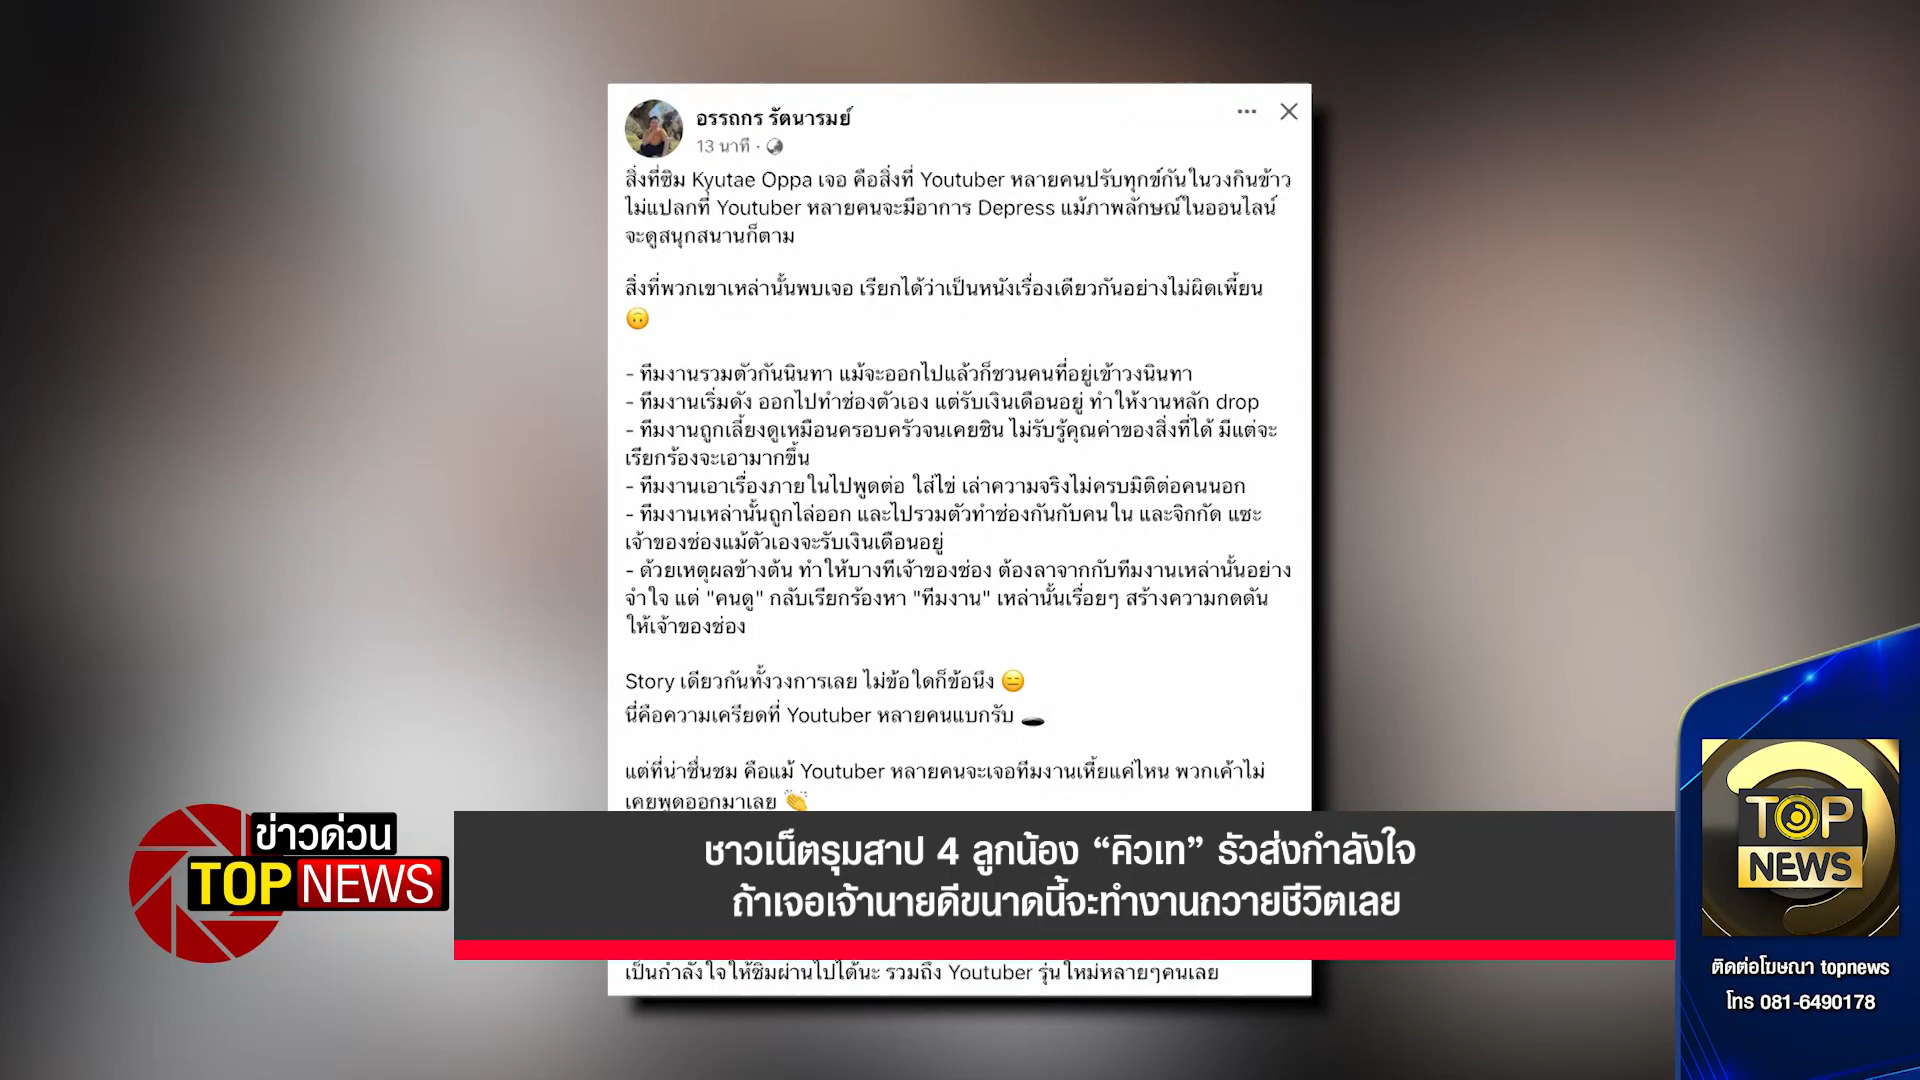 อรรถกร รัตนารมย์
13 นาที ·
สิ่งที่ซิม Kyutae Oppa เจอ คือสิ่งที่ Youtuber หลายคนปรับทุกข์กันในวงกินข้าว
ไม่แปลกที่ Youtuber หลายคนจะมีอาการ Depress แม้ภาพลักษณ์ในออนไลน์
จะดูสนุกสนานก็ตาม
สิ่งที่พวกเขาเหล่านั้นพบเจอ เรียกได้ว่าเป็นหนังเรื่องเดียวกันอย่างไม่ผิดเพี้ยน
🙃
- ทีมงานรวมตัวกันนินทา แม้จะออกไปแล้วก็ชวนคนที่อยู่เข้าวงนินทา
- ทีมงานเริ่มดัง ออกไปทำช่องตัวเอง แต่รับเงินเดือนอยู่ ทำให้งานหลัก drop
- ทีมงานถูกเลี้ยงดูเหมือนครอบครัวจนเคยชิน ไม่รับรู้คุณค่าของสิ่งที่ได้ มีแต่จะ
เรียกร้องจะเอามากขึ้น
- ทีมงานเอาเรื่องภายในไปพูดต่อ ใส่ไข่ เล่าความจริงไม่ครบมิติต่อคนนอก
- ทีมงานเหล่านั้นถูกไล่ออก และไปรวมตัวทำช่องกันกับคนใน และจิกกัด แซะ
เจ้าของช่องแม้ตัวเองจะรับเงินเดือนอยู่
- ด้วยเหตุผลข้างต้น ทำให้บางทีเจ้าของช่อง ต้องลาจากกับทีมงานเหล่านั้นอย่าง
จำใจ แต่ "คนดู" กลับเรียกร้องหา "ทีมงาน" เหล่านั้นเรื่อยๆ สร้างความกดดัน
ให้เจ้าของช่อง
Story เดียวกันทั้งวงการเลย ไม่ข้อใดก็ข้อนึง 😑
นี่คือความเครียดที่ Youtuber หลายคนแบกรับ 🕳️
แต่ที่น่าชื่นชม คือแม้ Youtuber หลายคนจะเจอทีมงานเหี้ยแค่ไหน พวกเค้าไม่
เคยพูดออกมาเลย 👏
ข่าวด่วน
TOP NEWS
ชาวเน็ตรุมสาป 4 ลูกน้อง “คิวเท” รัวส่งกำลังใจ
ถ้าเจอเจ้านายดีขนาดนี้จะทำงานถวายชีวิตเลย
เป็นกำลังใจให้ซิมผ่านไปได้นะ รวมถึง Youtuber รุ่นใหม่หลายๆคนเลย
TOP
NEWS
ติดต่อโฆษณา topnews
โทร 081-6490178